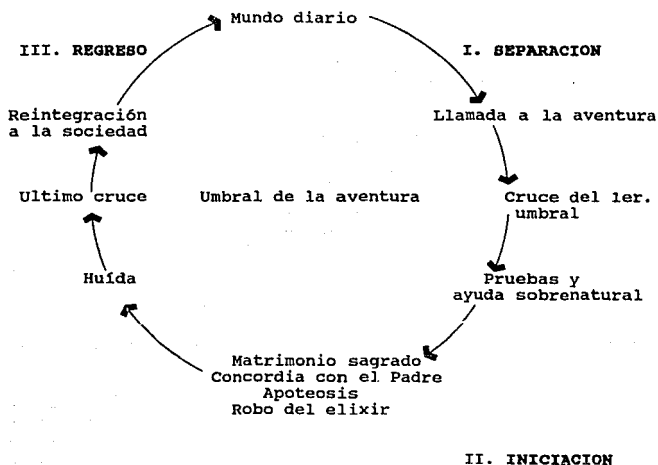 Mundo diario
III. REGRESO
I. SEPARACION
Reintegración
a la sociedad
Llamada a la aventura
Ultimo cruce
Umbral de la aventura
Cruce del 1er.
umbral
Huída
Pruebas y
ayuda sobrenatural
Matrimonio sagrado
Concordia con el Padre
Apoteosis
Robo del elixir
II. INICIACION